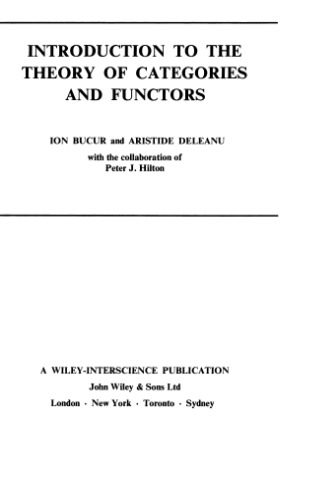 INTRODUCTION TO THE
THEORY OF CATEGORIES
AND FUNCTORS
ION BUCUR and ARISTIDE DELEANU
with the collaboration of
Peter J. Hilton
A WILEY-INTERSCIENCE PUBLICATION
John Wiley & Sons Ltd
London · New York · Toronto · Sydney